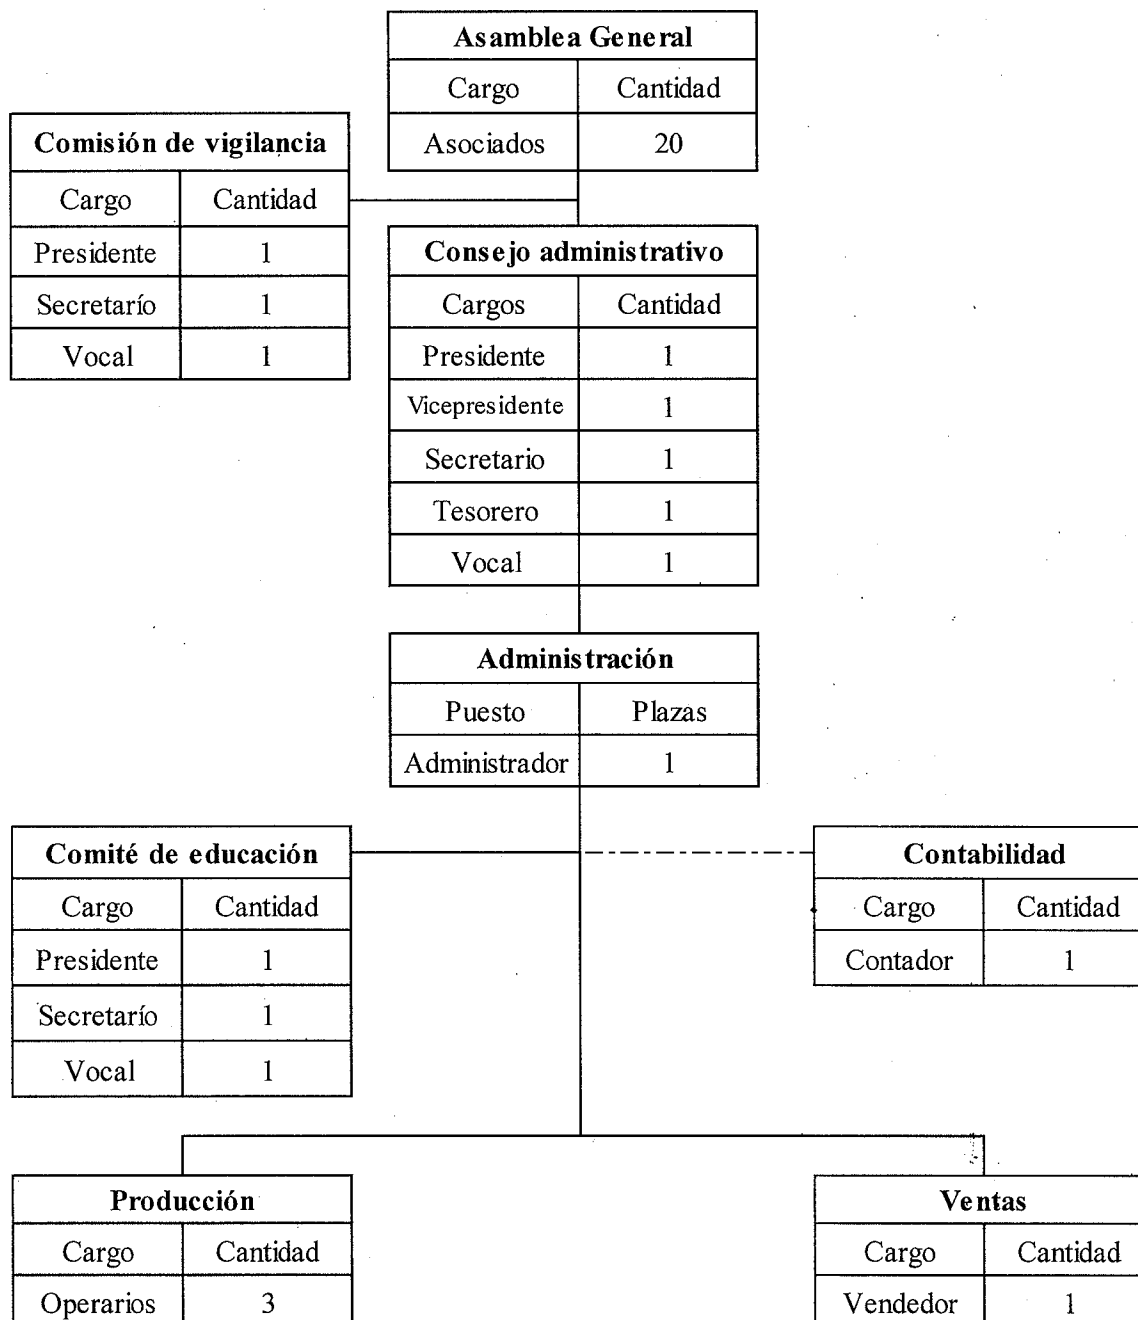 Asamblea General
Cargo Cantidad
Asociados 20
Comisión de vigilancia
Cargo Cantidad
Presidente 1
Secretarío 1
Vocal 1
Consejo administrativo
Cargos Cantidad
Presidente 1
Vicepresidente 1
Secretario 1
Tesorero 1
Vocal 1
Administración
Puesto Plazas
Administrador 1
Comité de educación
Cargo Cantidad
Presidente 1
Secretarío 1
Vocal 1
Contabilidad
Cargo Cantidad
Contador 1
Producción
Cargo Cantidad
Operarios 3
Ventas
Cargo Cantidad
Vendedor 1